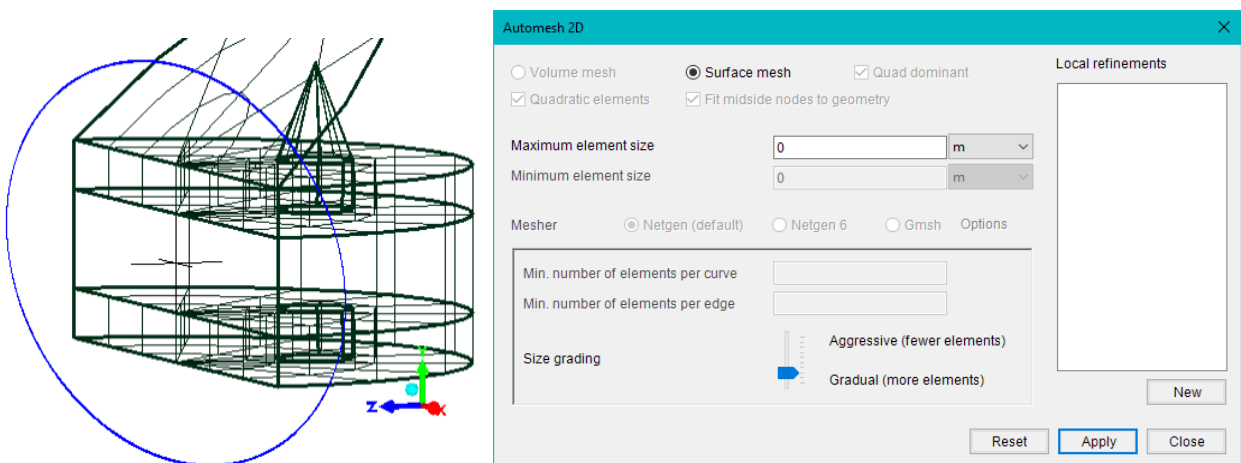 Automesh 2D
Volume mesh Surface mesh Quad dominant Local refinements
Quadratic elements Fit midside nodes to geometry
Maximum element size 0 m
Minimum element size 0 m
Mesher Netgen (default) Netgen 6 Gmsh Options
Min. number of elements per curve
Min. number of elements per edge
Size grading Aggressive (fewer elements)
Gradual (more elements)
New
Reset Apply Close
Y
Z X